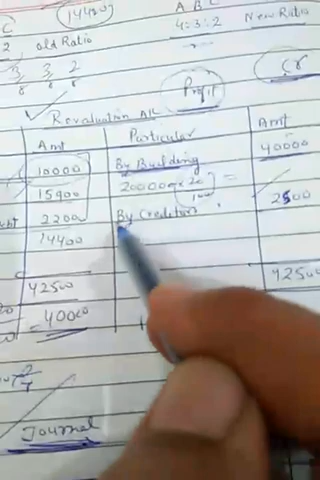 C
14400
A B C
2 old Ratio
4:3:2 New Ratio
3/8 3/8 2/8
Cr
Profit
Revaluation A/c
Amt Particular Amt
10000 By Building 40000
15900 200000 x 20/100 =
2200 By Creditors 2500
14400
42500 42500
40000
Journal